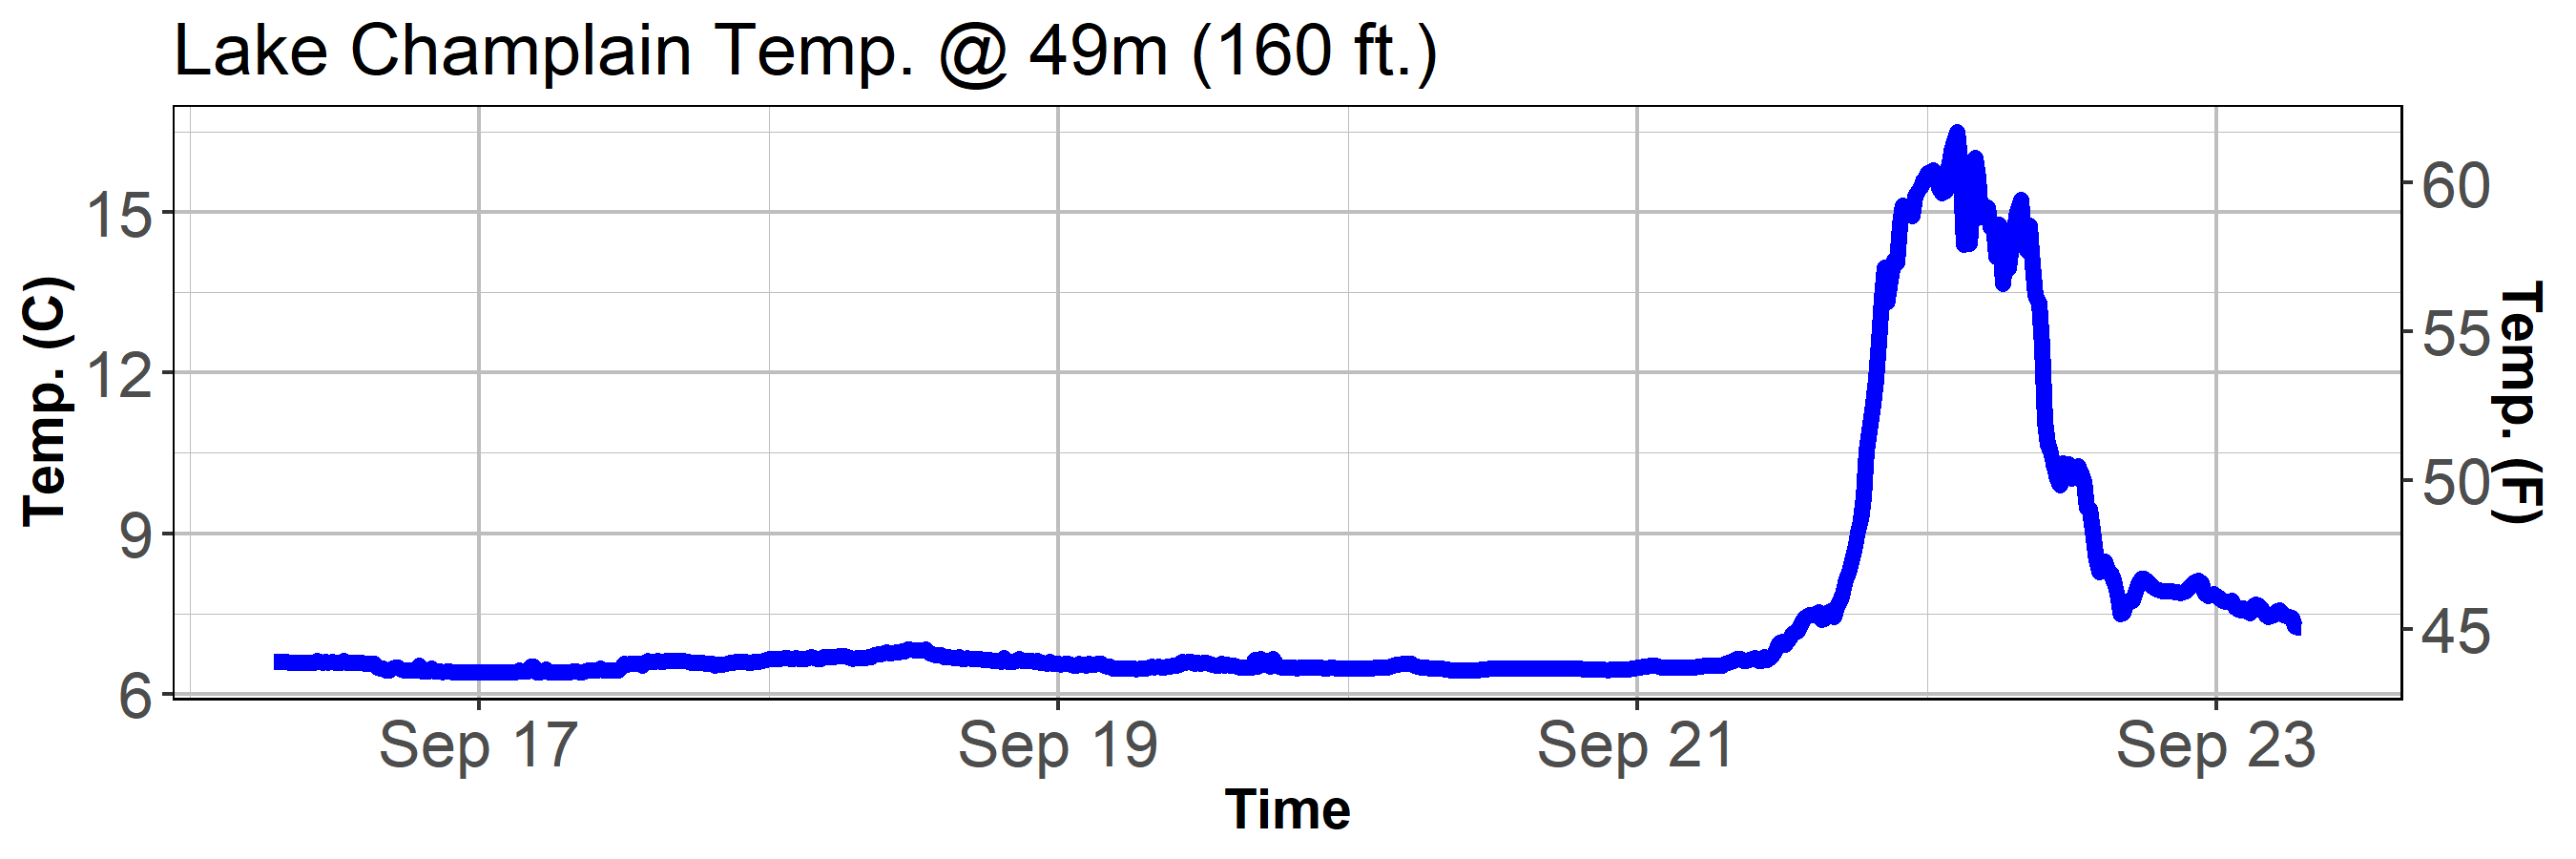 Lake Champlain Temp. @ 49m (160 ft.)
Temp. (C)
15
12
9
6
60
55
50
45
Temp. (F)
Sep 17
Sep 19
Sep 21
Sep 23
Time